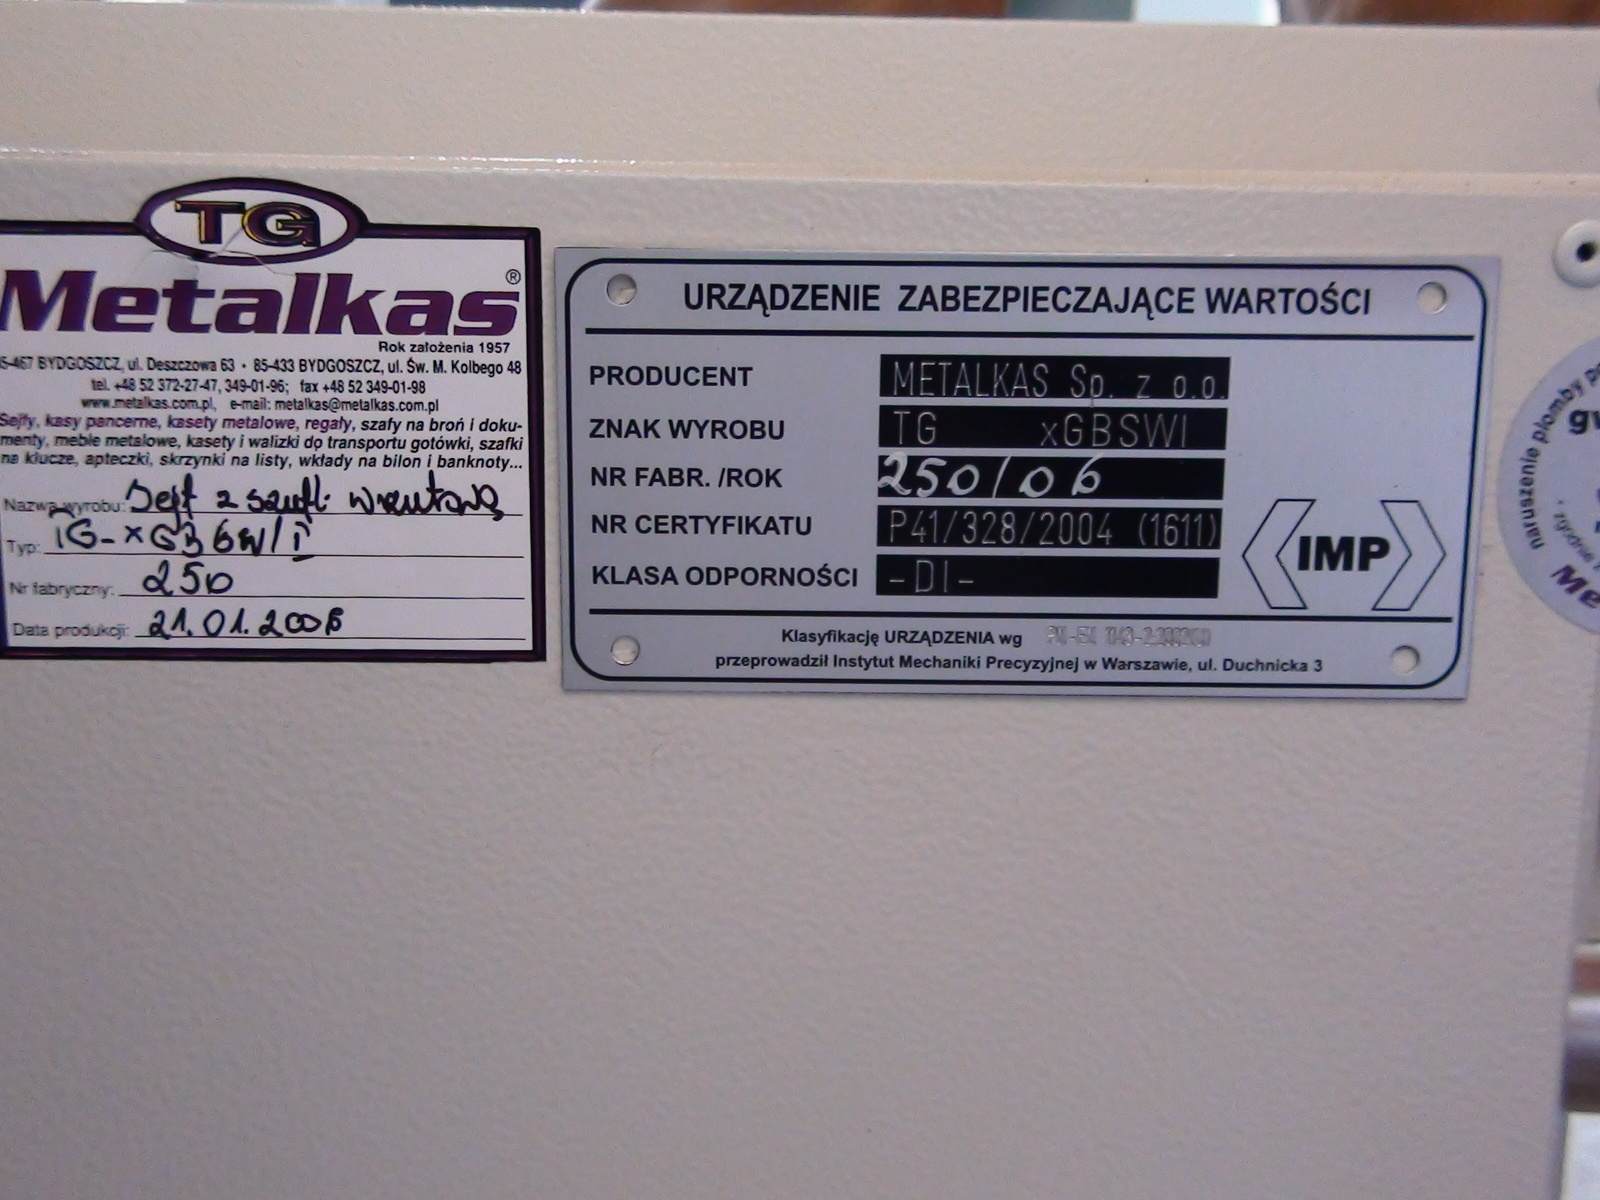 TG
Metalkas®
Rok założenia 1957
BYDGOSZCZ, ul. Deszczowa 63 • 85-433 BYDGOSZCZ, ul. Św. M. Kolbego 48
tel. +48 52 372-27-47, 349-01-96; fax +48 52 349-01-98
www.metalkas.com.pl, e-mail: metalkas@metalkas.com.pl
Sejfy, kasy pancerne, kasety metalowe, regały, szafy na broń i doku-
menty, meble metalowe, kasety i walizki do transportu gotówki, szafki
na klucze, apteczki, skrzynki na listy, wkłady na bilon i banknoty...
Nazwa wyrobu: Sejf z szufl. wrzutową
Typ: TG-xGB
Nr fabryczny: 250
Data produkcji: 21.01.2006
URZĄDZENIE ZABEZPIECZAJĄCE WARTOŚCI
PRODUCENT METALKAS Sp. z o.o.
ZNAK WYROBU TG xGBSWI
NR FABR. /ROK 250/06
NR CERTYFIKATU P41/328/2004 (1611)
KLASA ODPORNOŚCI -DI-
IMP
Klasyfikację URZĄDZENIA wg
przeprowadził Instytut Mechaniki Precyzyjnej w Warszawie, ul. Duchnicka 3
naruszenie plomby